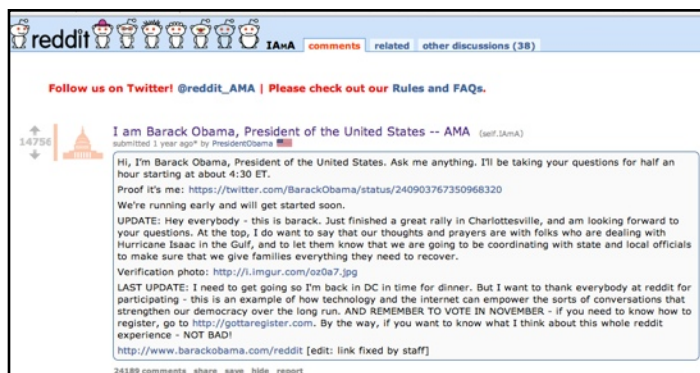 reddit IAMA comments related other discussions (38)
Follow us on Twitter! @reddit_AMA | Please check out our Rules and FAQs.
14756
I am Barack Obama, President of the United States -- AMA (self.IAmA)
submitted 1 year ago* by PresidentObama
Hi, I'm Barack Obama, President of the United States. Ask me anything. I'll be taking your questions for half an
hour starting at about 4:30 ET.
Proof it's me: https://twitter.com/BarackObama/status/240903767350968320
We're running early and will get started soon.
UPDATE: Hey everybody - this is barack. Just finished a great rally in Charlottesville, and am looking forward to
your questions. At the top, I do want to say that our thoughts and prayers are with folks who are dealing with
Hurricane Isaac in the Gulf, and to let them know that we are going to be coordinating with state and local officials
to make sure that we give families everything they need to recover.
Verification photo: http://i.imgur.com/oz0a7.jpg
LAST UPDATE: I need to get going so I'm back in DC in time for dinner. But I want to thank everybody at reddit for
participating - this is an example of how technology and the internet can empower the sorts of conversations that
strengthen our democracy over the long run. AND REMEMBER TO VOTE IN NOVEMBER - if you need to know how to
register, go to http://gottaregister.com. By the way, if you want to know what I think about this whole reddit
experience - NOT BAD!
http://www.barackobama.com/reddit [edit: link fixed by staff]
24189 comments share save hide report